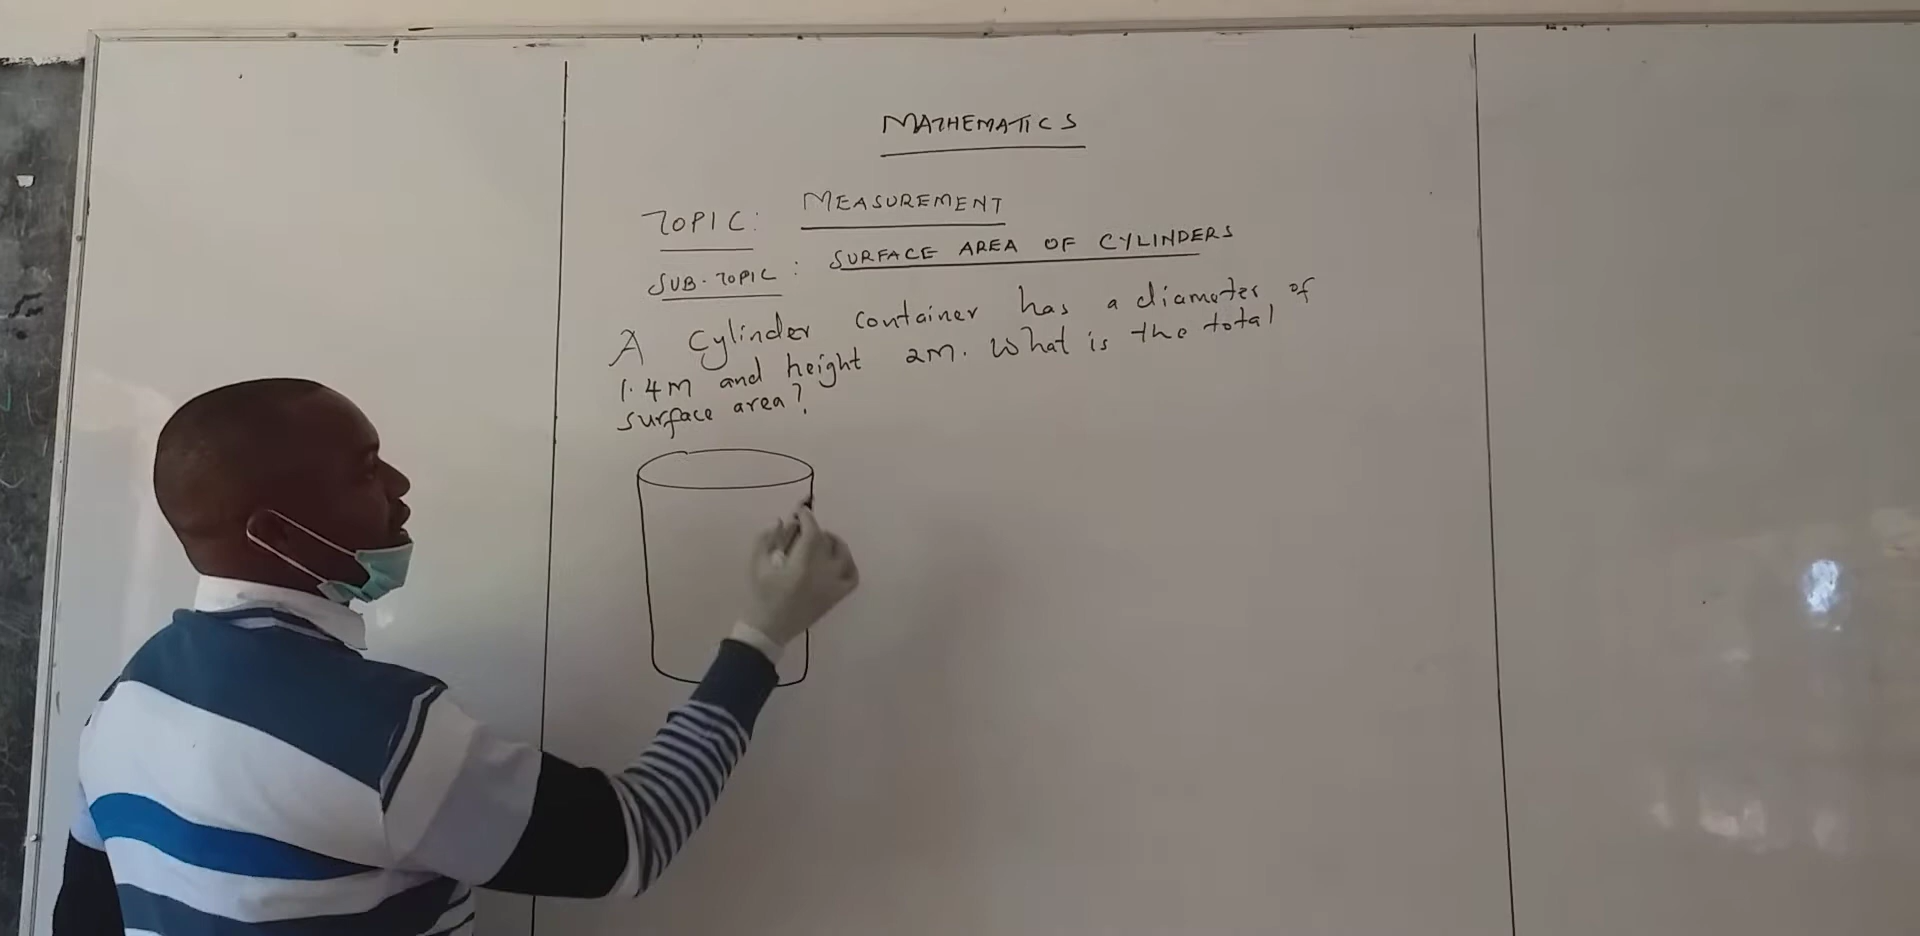 MATHEMATICS
TOPIC: MEASUREMENT
SUB-TOPIC: SURFACE AREA OF CYLINDERS
A Cylinder container has a diameter of
1.4M and height 2M. What is the total
surface area?